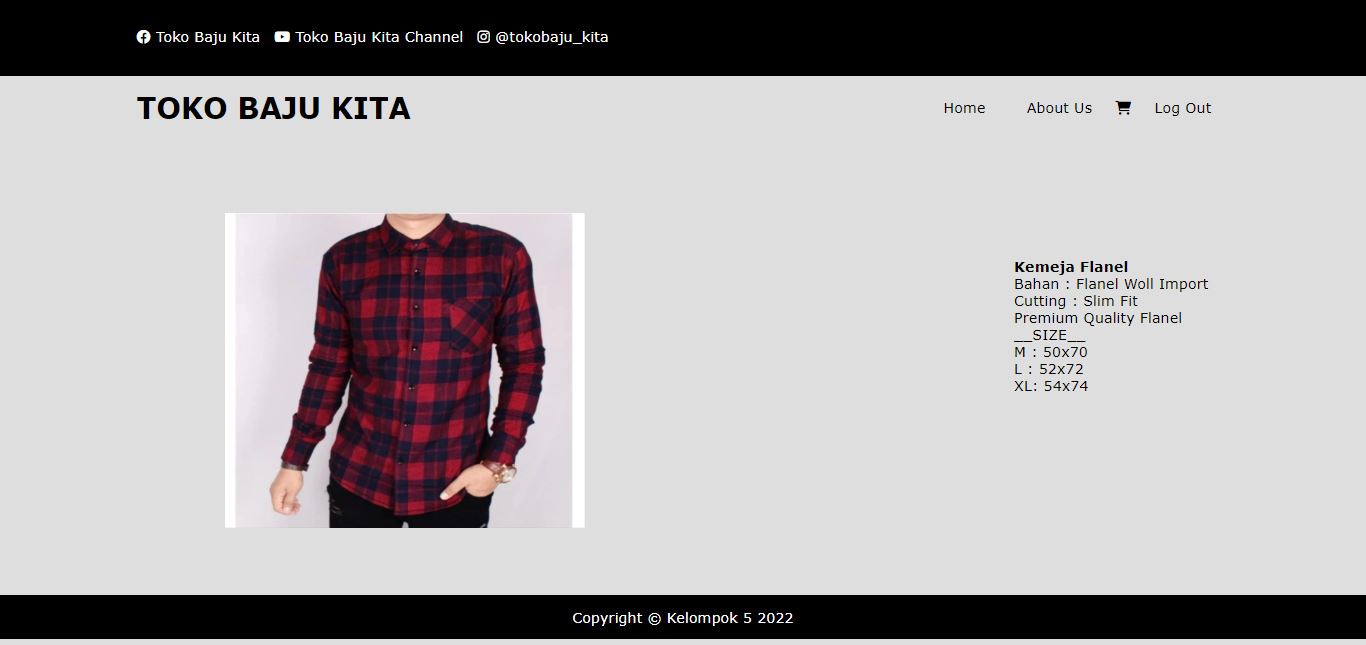 Toko Baju Kita Toko Baju Kita Channel @tokobaju_kita
TOKO BAJU KITA
Home About Us Log Out
Kemeja Flanel
Bahan : Flanel Woll Import
Cutting : Slim Fit
Premium Quality Flanel
__SIZE__
M : 50x70
L : 52x72
XL: 54x74
Copyright © Kelompok 5 2022